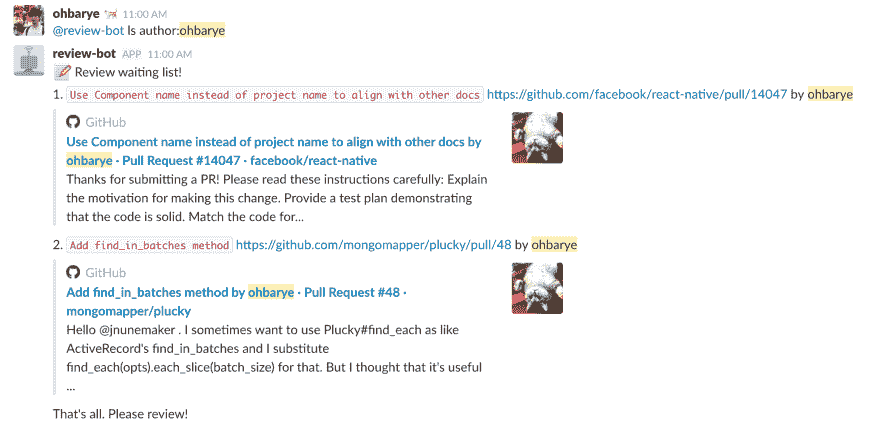 ohbarye 11:00 AM
@review-bot ls author:ohbarye
review-bot APP 11:00 AM
Review waiting list!
1. Use Component name instead of project name to align with other docs https://github.com/facebook/react-native/pull/14047 by ohbarye
GitHub
Use Component name instead of project name to align with other docs by
ohbarye · Pull Request #14047 · facebook/react-native
Thanks for submitting a PR! Please read these instructions carefully: Explain
the motivation for making this change. Provide a test plan demonstrating
that the code is solid. Match the code for...
2. Add find_in_batches method https://github.com/mongomapper/plucky/pull/48 by ohbarye
GitHub
Add find_in_batches method by ohbarye · Pull Request #48 ·
mongomapper/plucky
Hello @jnunemaker . I sometimes want to use Plucky#find_each as like
ActiveRecord's find_in_batches and I substitute
find_each(opts).each_slice(batch_size) for that. But I thought that it's useful
...
That's all. Please review!